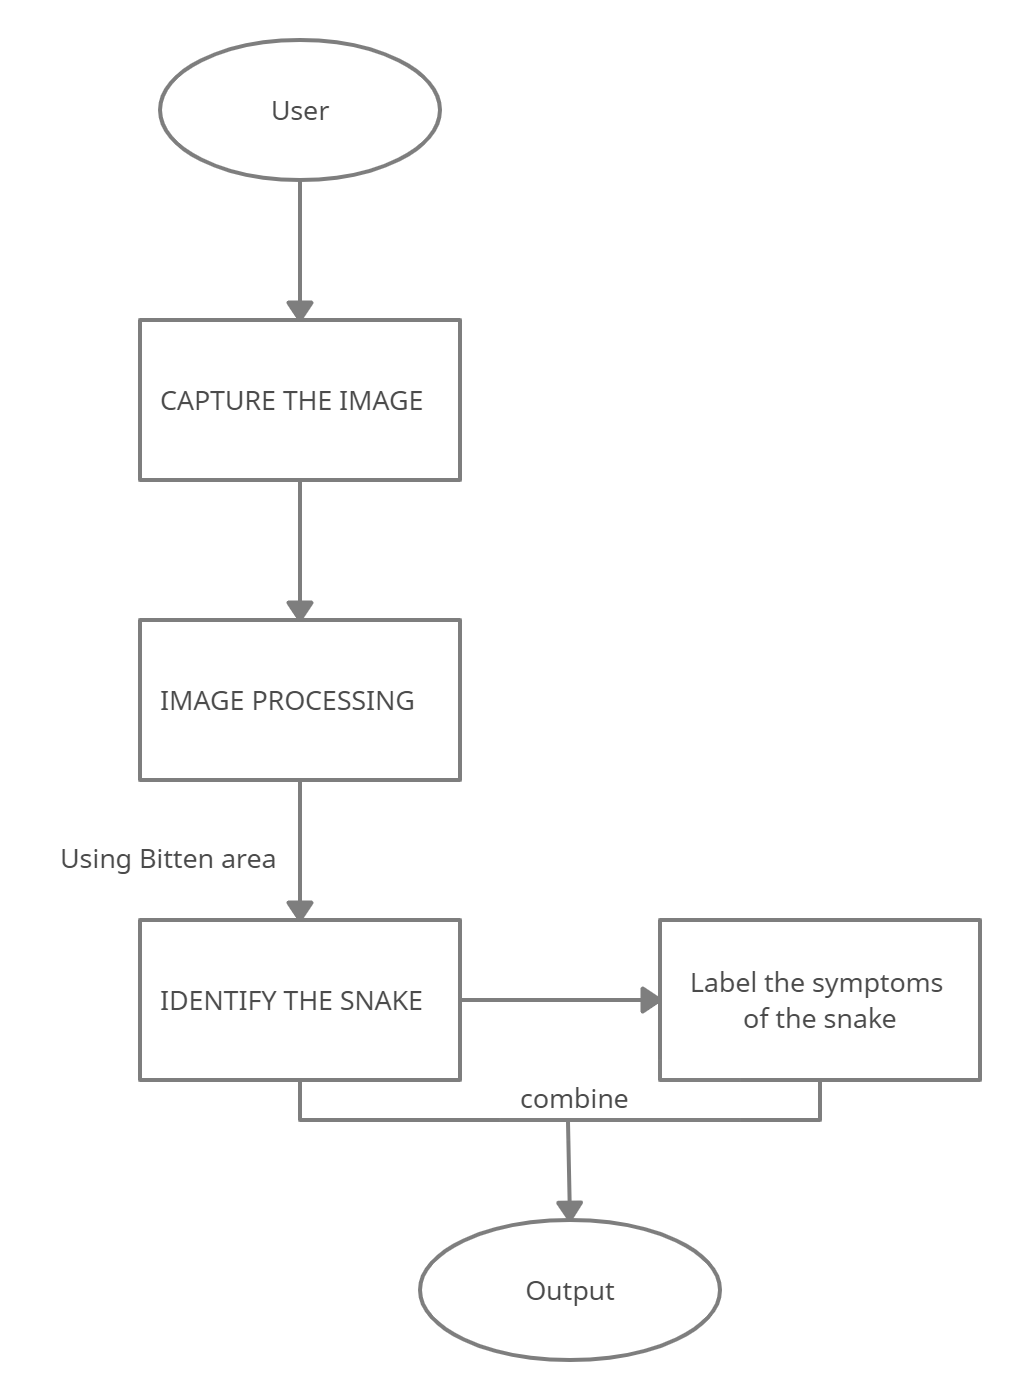 User
CAPTURE THE IMAGE
IMAGE PROCESSING
Using Bitten area
IDENTIFY THE SNAKE
Label the symptoms
of the snake
combine
Output